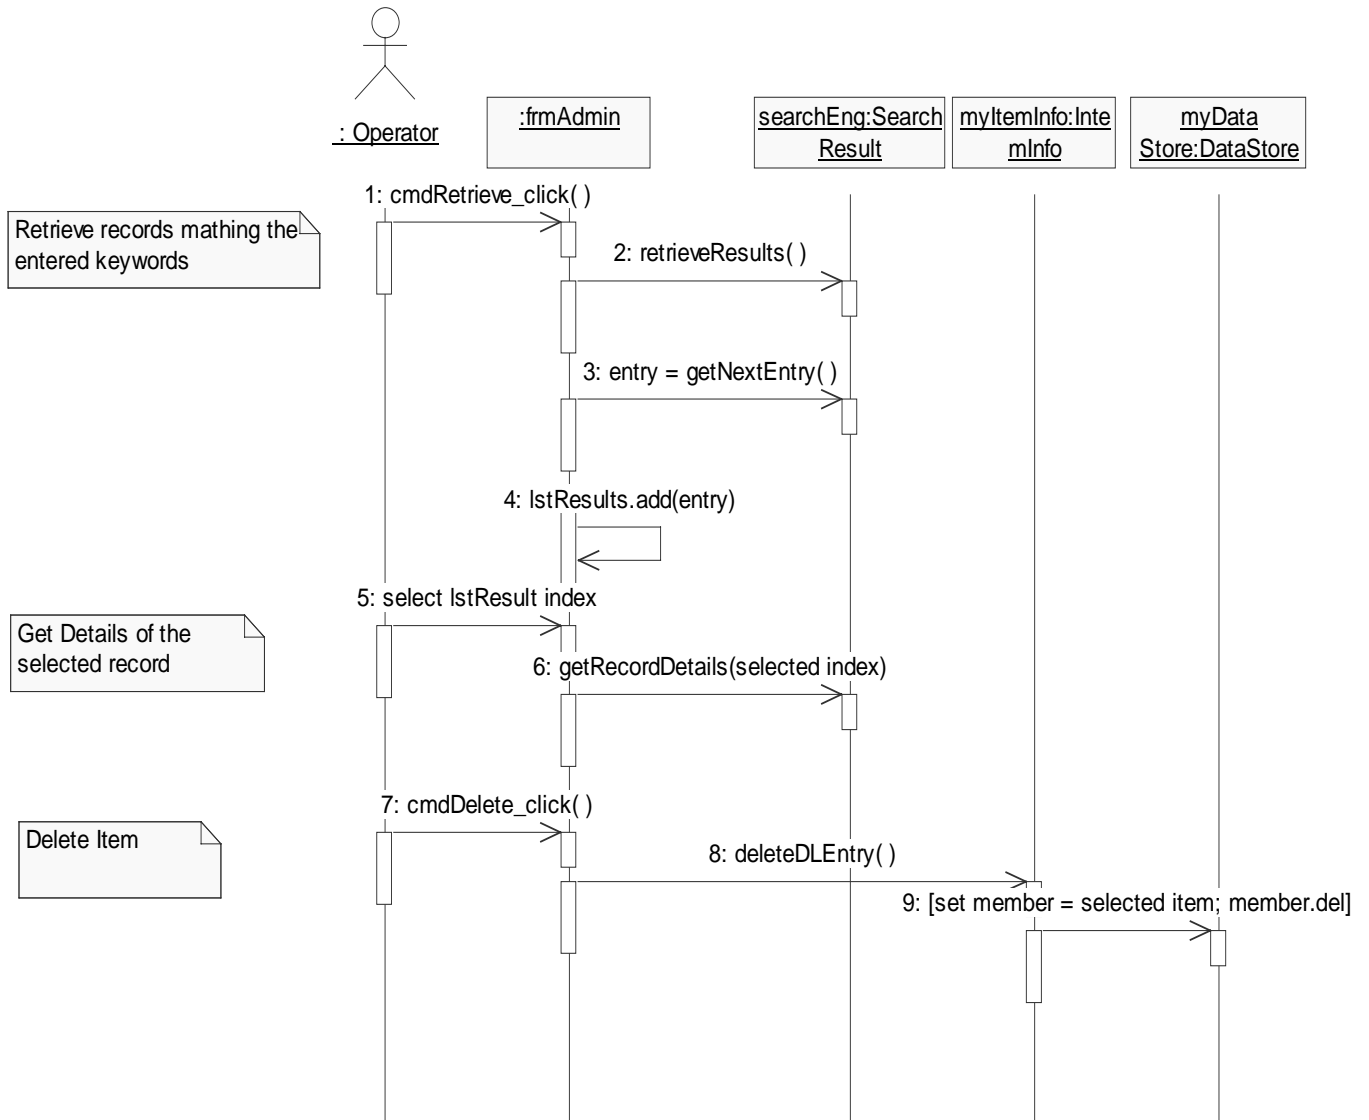 : Operator
:frmAdmin
searchEng:Search
Result
myItemInfo:Inte
mInfo
myData
Store:DataStore
1: cmdRetrieve_click( )
Retrieve records mathing the
entered keywords
2: retrieveResults( )
3: entry = getNextEntry( )
4: lstResults.add(entry)
5: select lstResult index
Get Details of the
selected record
6: getRecordDetails(selected index)
7: cmdDelete_click( )
Delete Item
8: deleteDLEntry( )
9: [set member = selected item; member.del]